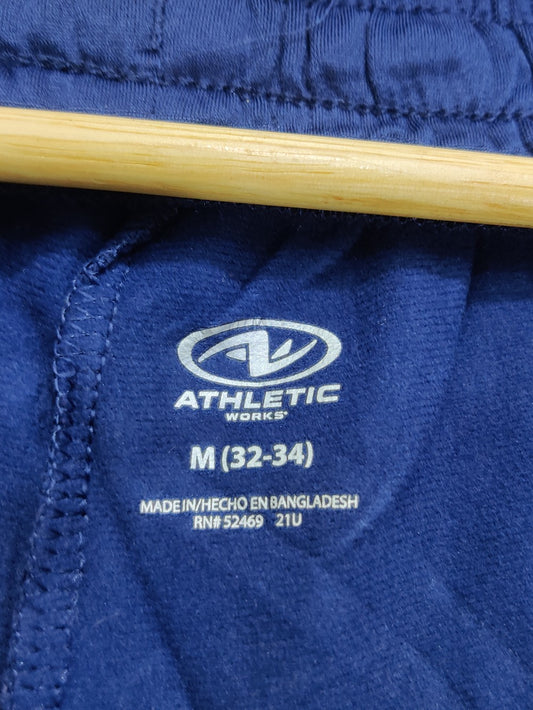 ATHLETIC
WORKS®
M (32-34)
MADE IN/HECHO EN BANGLADESH
RN# 52469 21U